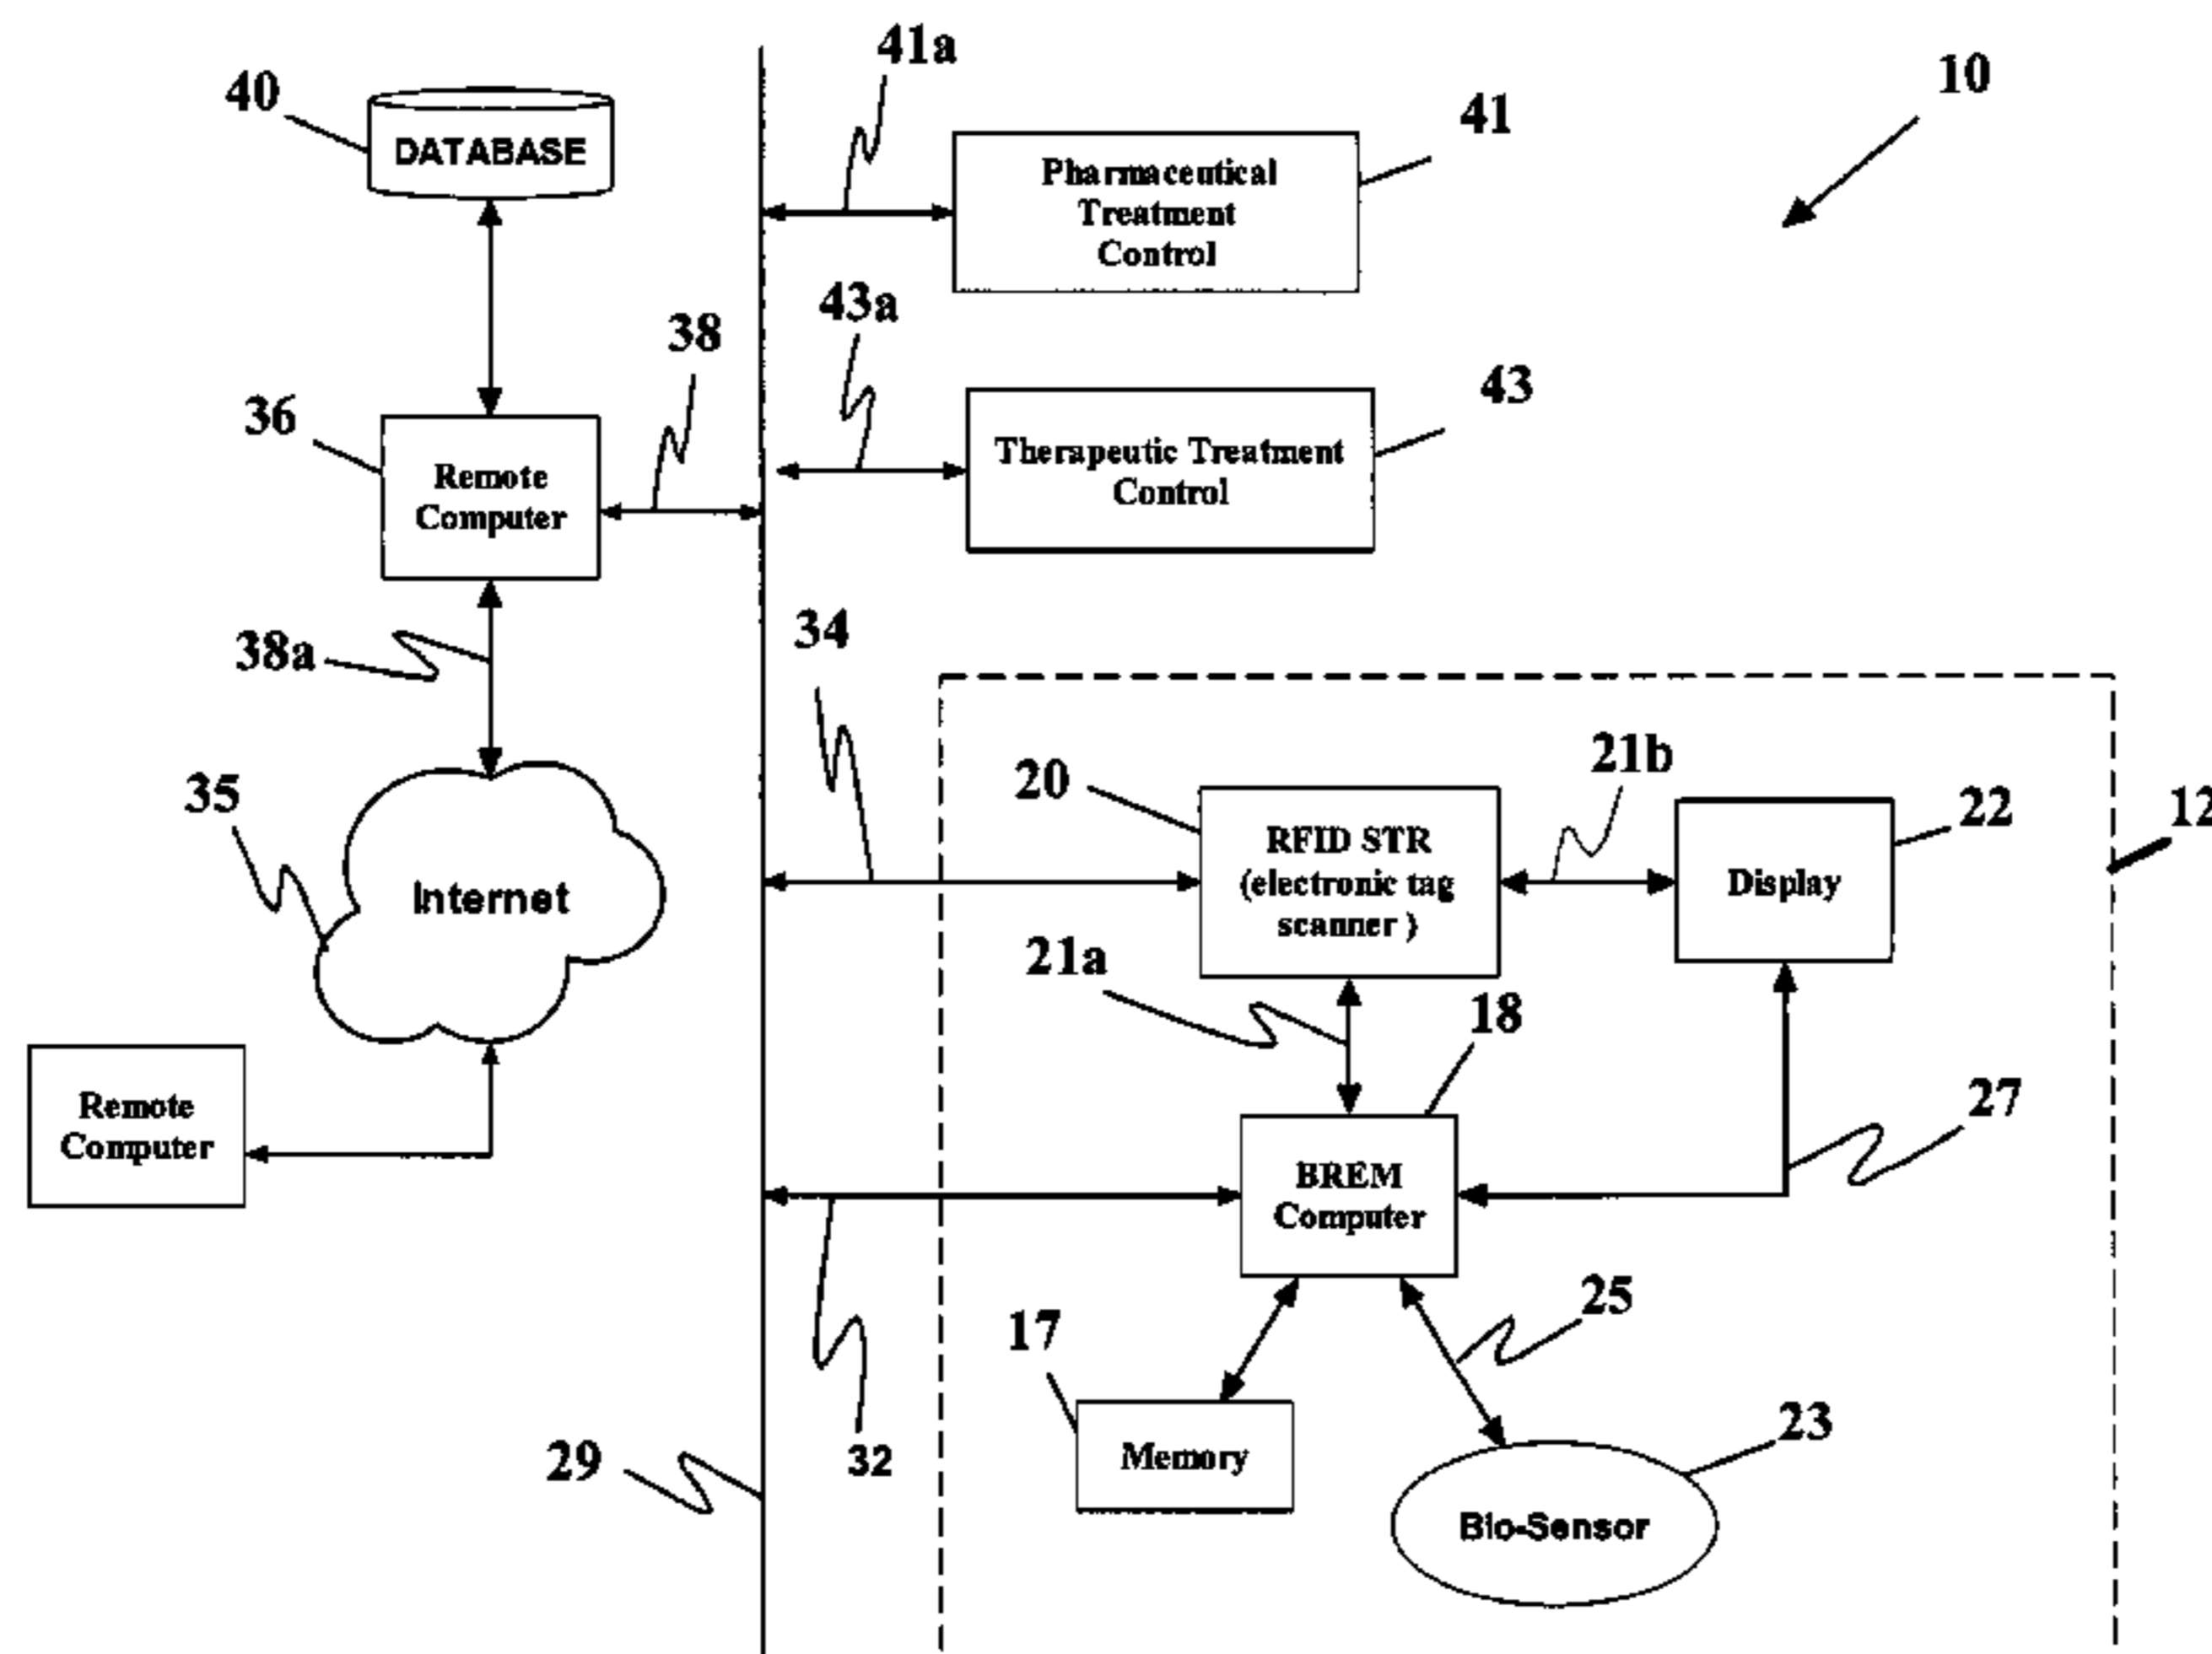 41a
10
40
DATABASE
41
Pharmaceutical
Treatment
Control
43a
38
43
36
Remote
Computer
Therapeutic Treatment
Control
38a
34
35
Internet
20
RFID STR
(electronic tag
scanner )
21b
22
Display
12
21a
18
Remote
Computer
27
BREM
Computer
25
17
Memory
23
Bio-Sensor
29
32